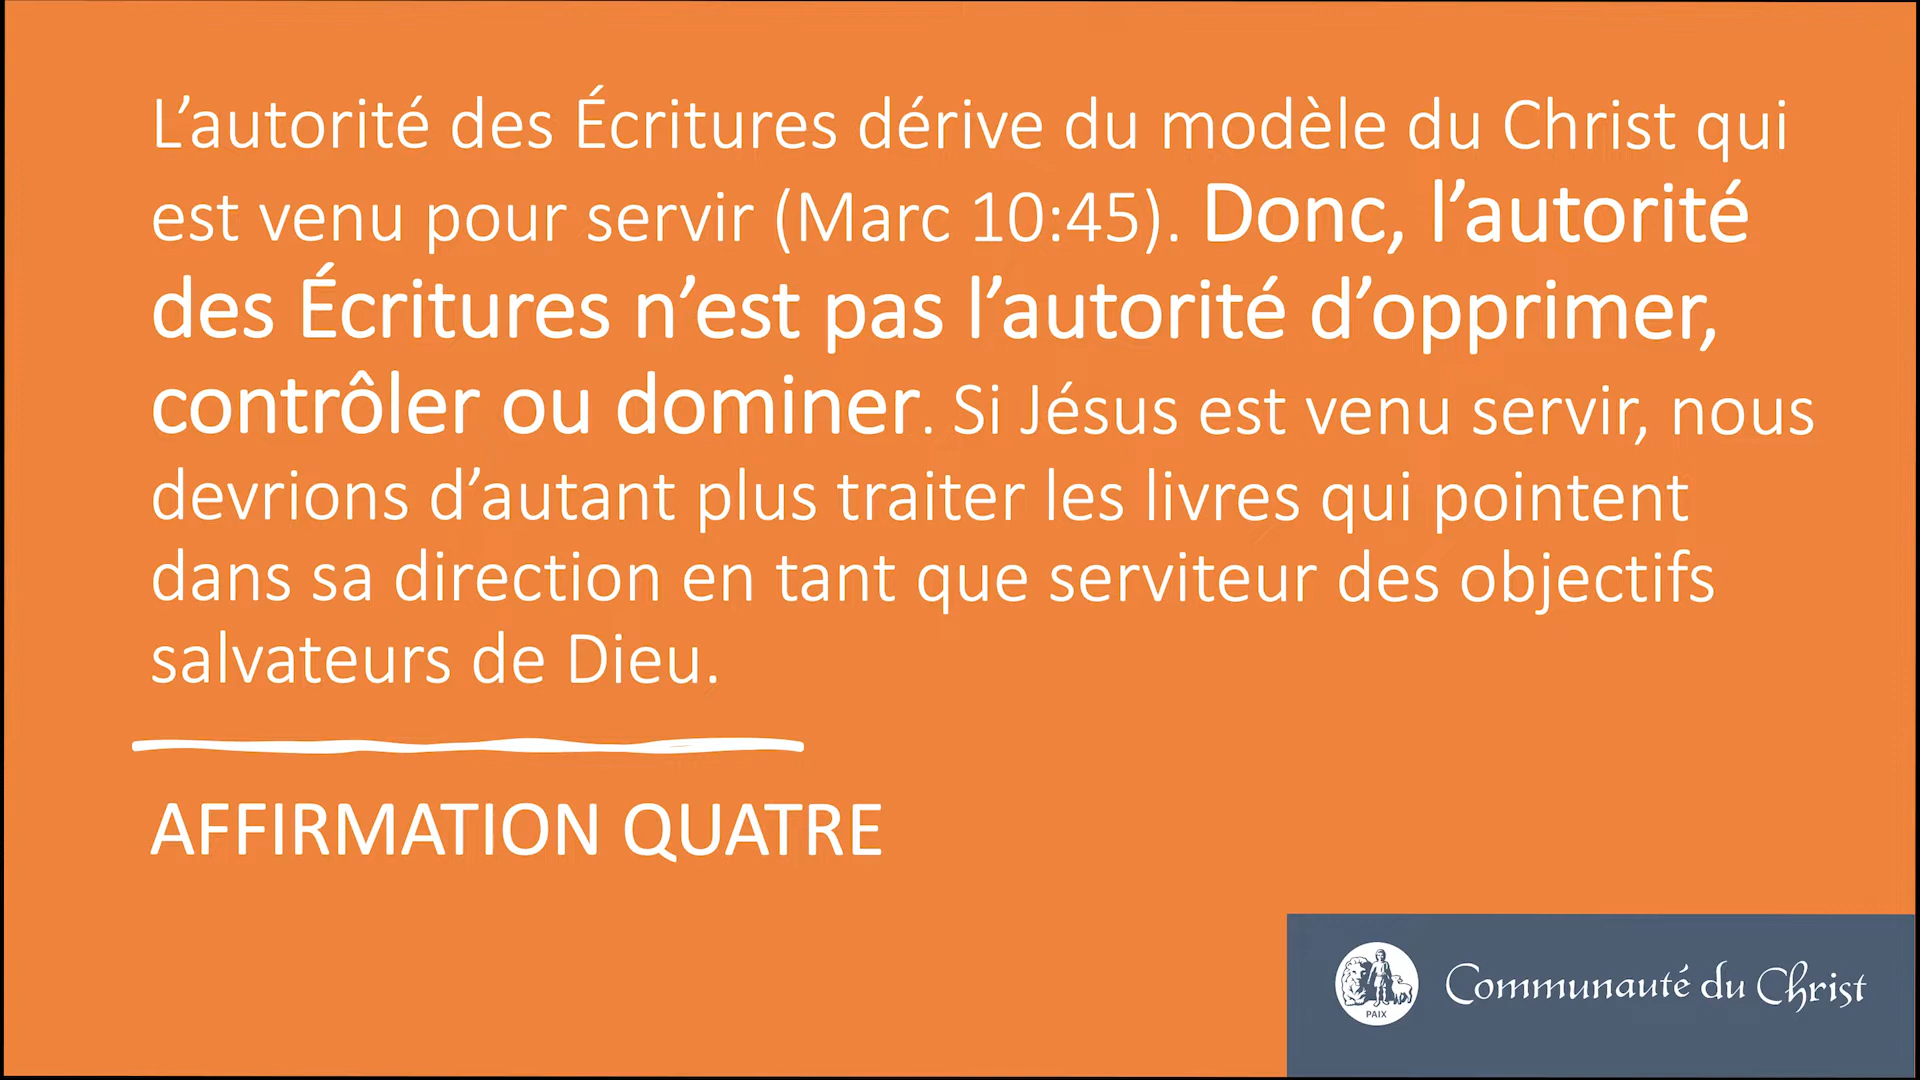 L’autorité des Écritures dérive du modèle du Christ qui
est venu pour servir (Marc 10:45). Donc, l’autorité
des Écritures n’est pas l’autorité d’opprimer,
contrôler ou dominer. Si Jésus est venu servir, nous
devrions d’autant plus traiter les livres qui pointent
dans sa direction en tant que serviteur des objectifs
salvateurs de Dieu.
AFFIRMATION QUATRE
PAIX
Communauté du Christ